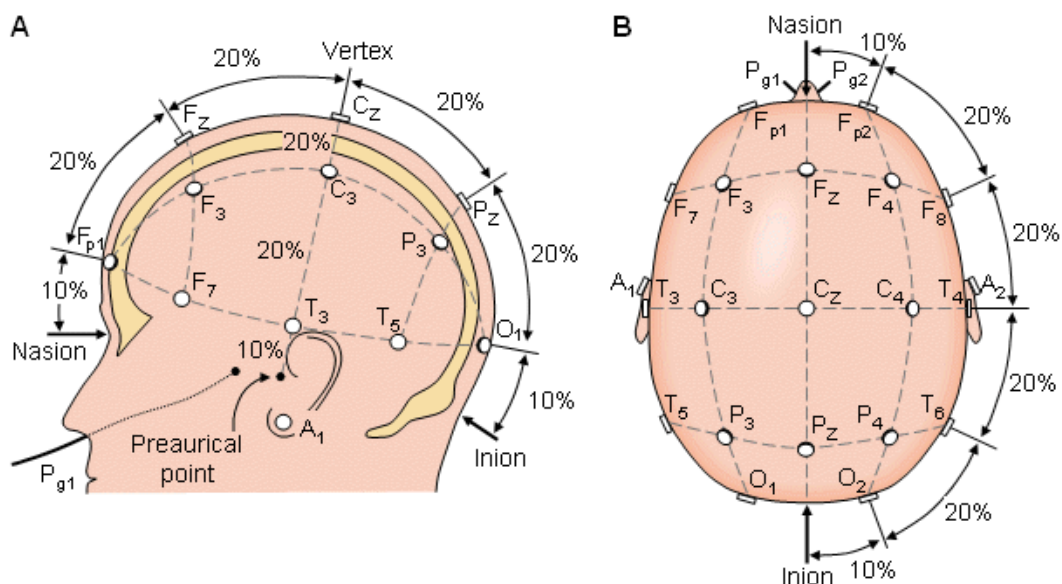 A
Vertex
20%
20%
Fz
Cz
20%
20%
20%
F3
C3
Pz
Fp1
P3
20%
20%
10%
F7
T3
T5
O1
Nasion
10%
10%
A1
Preaurical
point
Inion
Pg1
B
Nasion
10%
Pg1
Pg2
Fp1
Fp2
20%
F7
F3
Fz
F4
F8
20%
A1
T3
C3
Cz
C4
T4
A2
20%
T5
P3
Pz
P4
T6
O1
O2
20%
Inion
10%